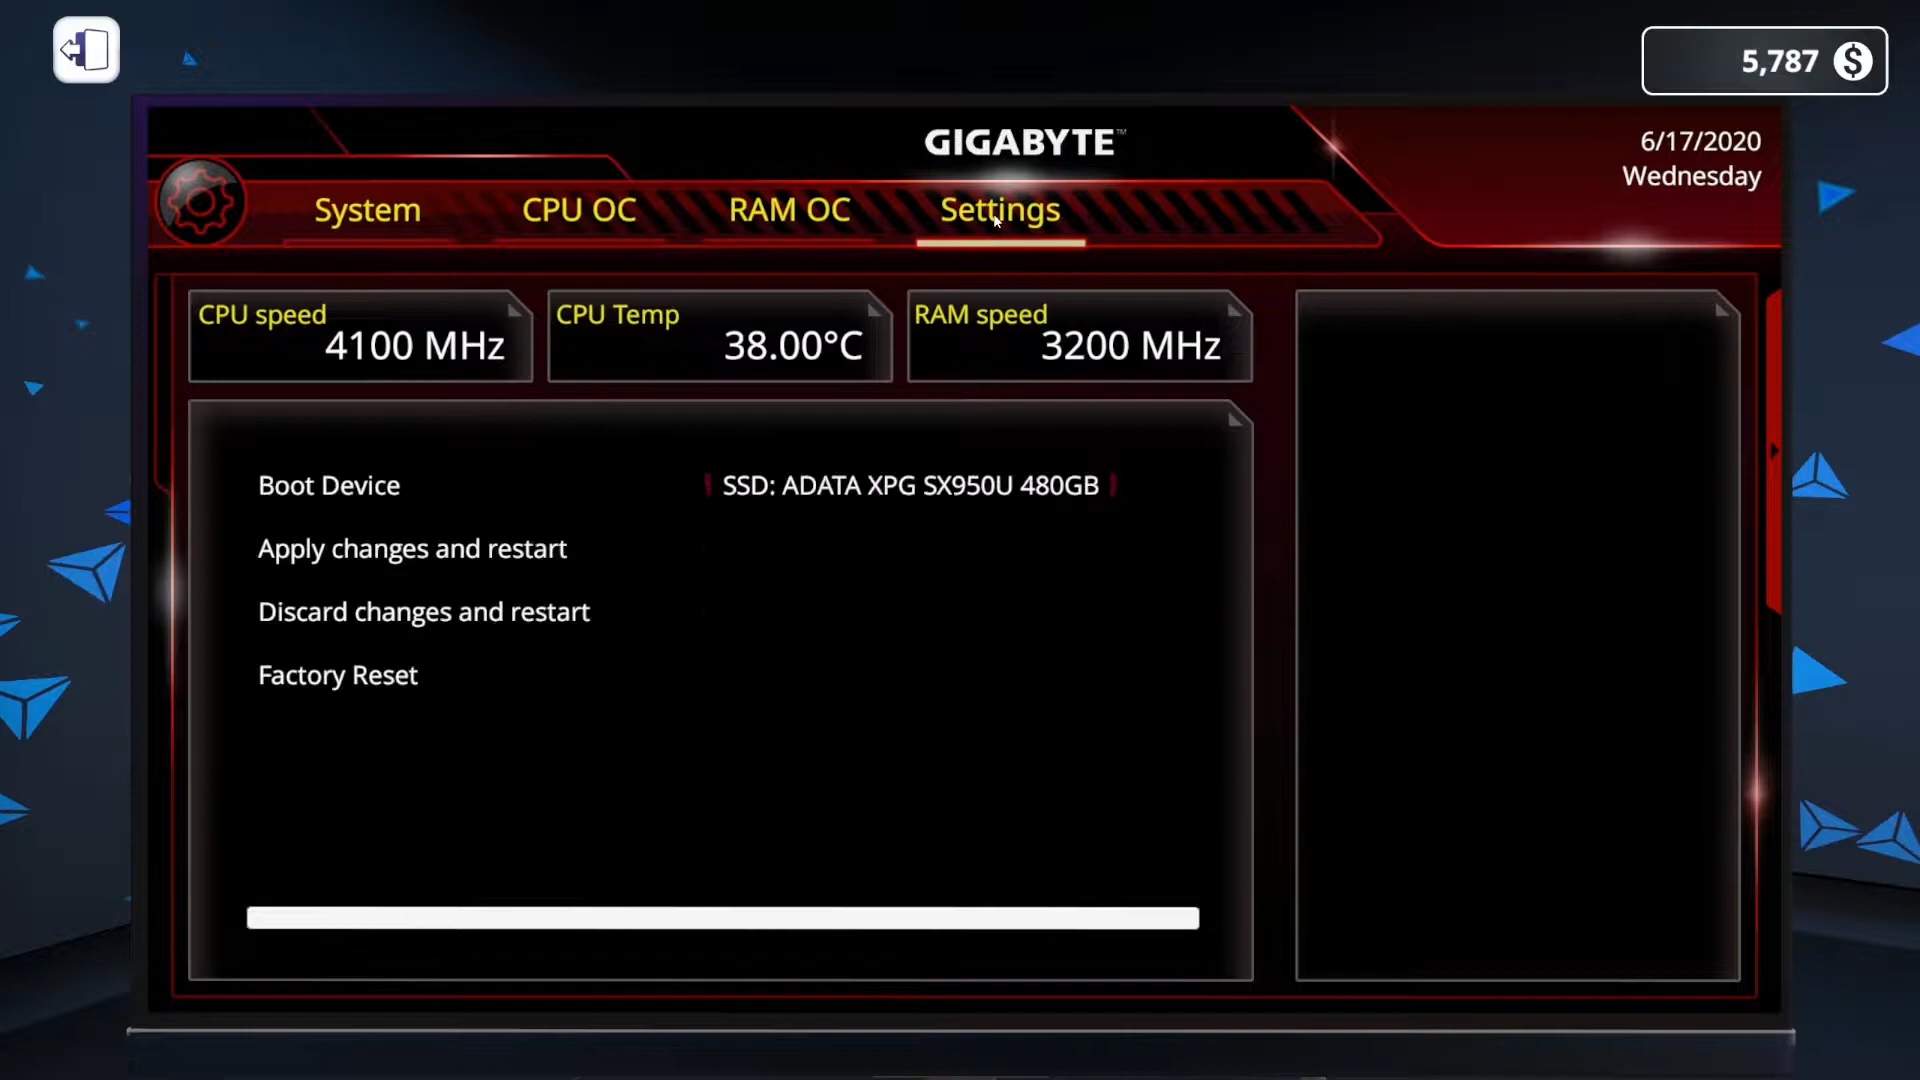 5,787
GIGABYTE™
6/17/2020
Wednesday
System CPU OC RAM OC Settings
CPU speed
4100 MHz
CPU Temp
38.00°C
RAM speed
3200 MHz
Boot Device SSD: ADATA XPG SX950U 480GB
Apply changes and restart
Discard changes and restart
Factory Reset